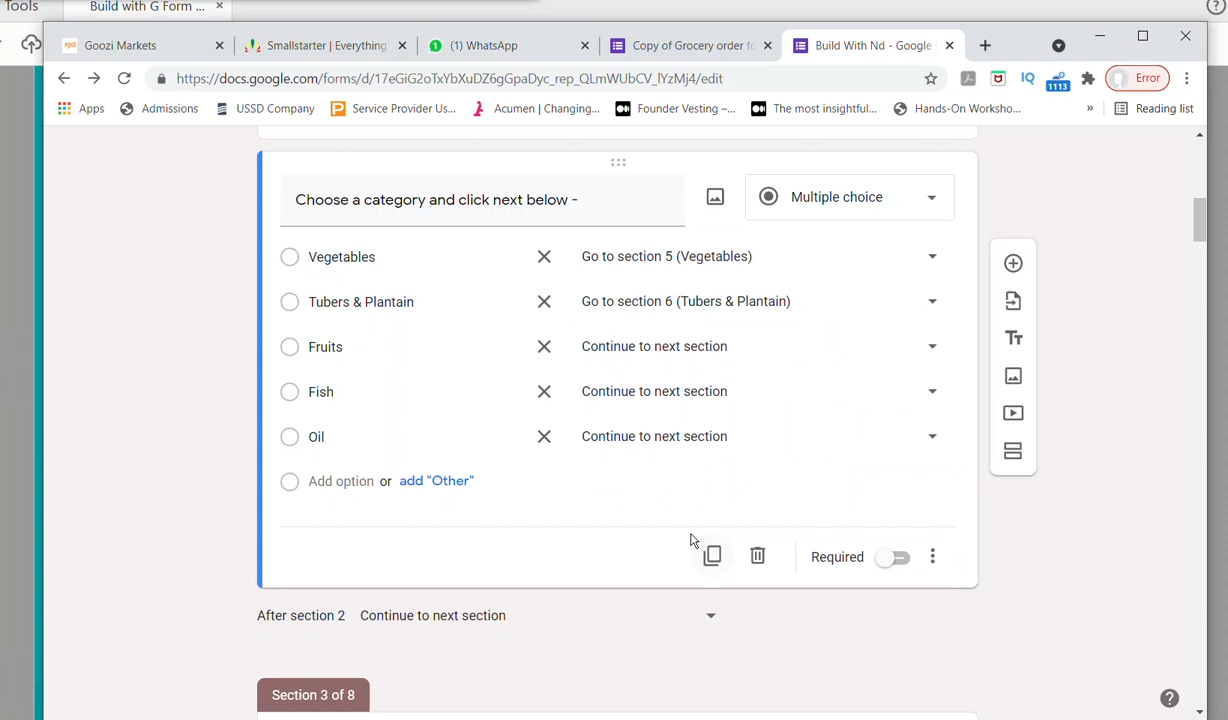 Tools
Build with G Form ...
Goozi Markets
Smallstarter | Everything
(1) WhatsApp
Copy of Grocery order fo
Build With Nd - Google
https://docs.google.com/forms/d/17eGiG2oTxYbXuDZ6gGpaDyc_rep_QLmWUbCV_lYzMj4/edit
IQ
1113
Error
Apps
Admissions
USSD Company
Service Provider Us...
Acumen | Changing...
Founder Vesting –...
The most insightful...
Hands-On Worksho...
»
Reading list
Choose a category and click next below -
Multiple choice
Vegetables
Go to section 5 (Vegetables)
Tubers & Plantain
Go to section 6 (Tubers & Plantain)
Fruits
Continue to next section
Fish
Continue to next section
Oil
Continue to next section
Add option or add "Other"
Required
After section 2 Continue to next section
Section 3 of 8